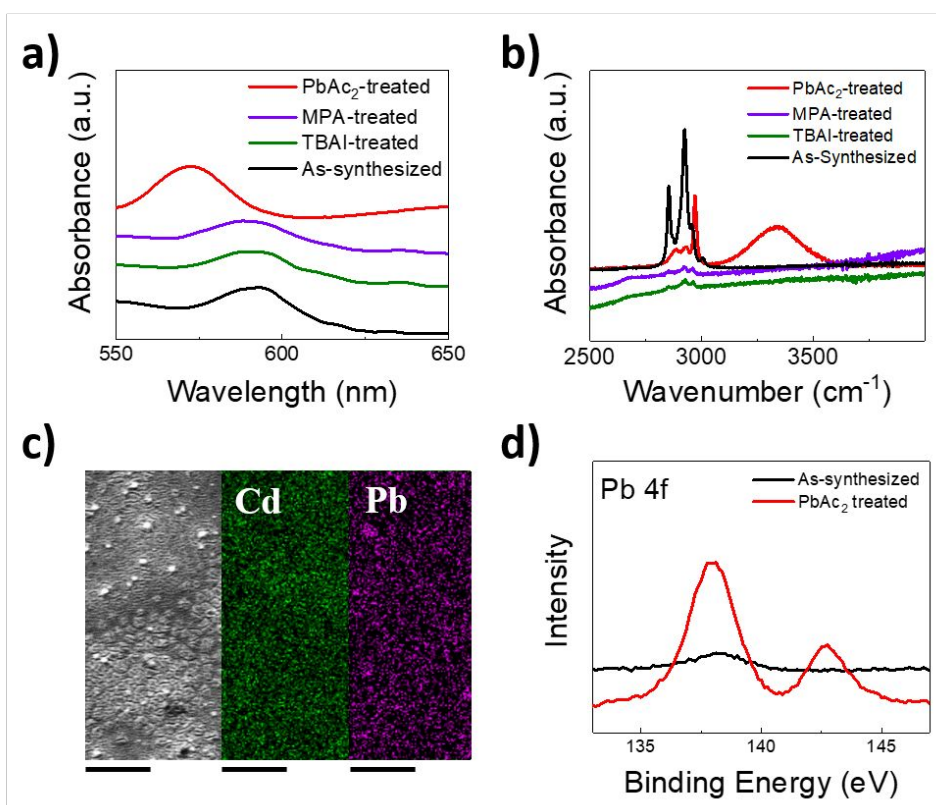 a)
Absorbance (a.u.)
PbAc₂-treated
MPA-treated
TBAI-treated
As-synthesized
550
600
650
Wavelength (nm)
b)
Absorbance (a.u.)
PbAc₂-treated
MPA-treated
TBAI-treated
As-Synthesized
2500
3000
3500
Wavenumber (cm⁻¹)
c)
Cd
Pb
d)
Pb 4f
As-synthesized
PbAc₂ treated
Intensity
135
140
145
Binding Energy (eV)